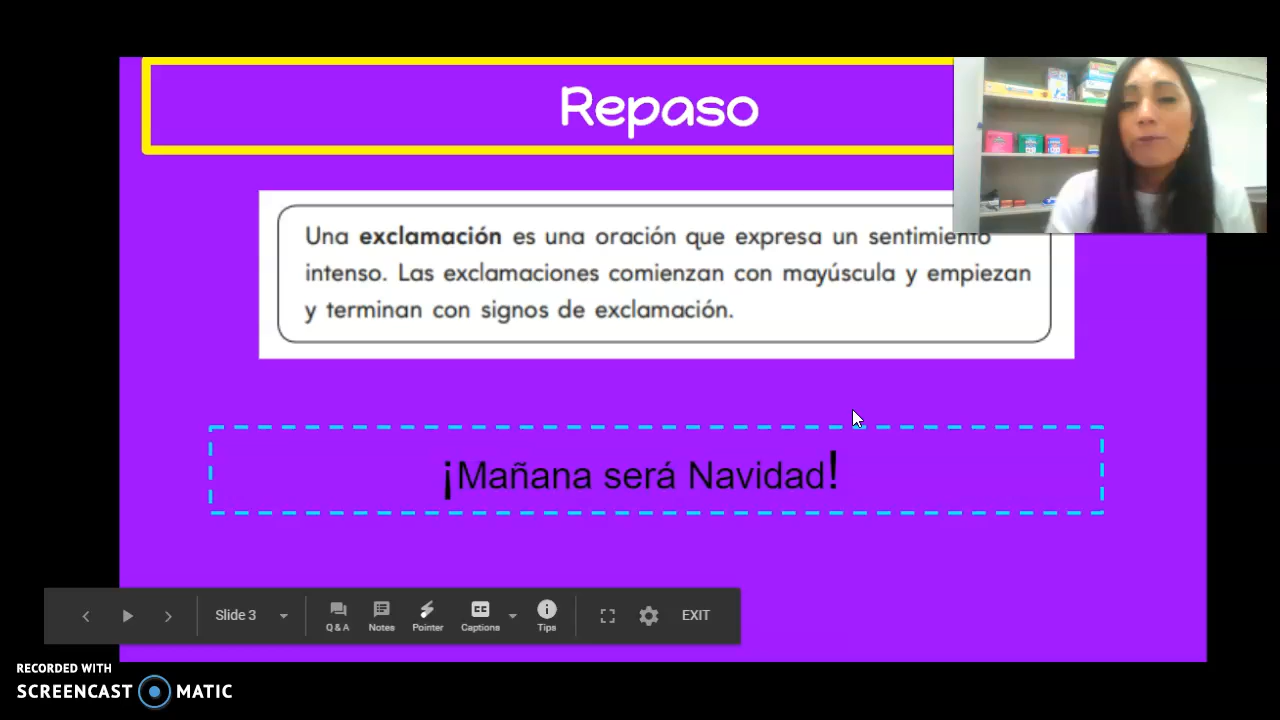 Repaso
Una exclamación es una oración que expresa un sentimiento
intenso. Las exclamaciones comienzan con mayúscula y empiezan
y terminan con signos de exclamación.
¡Mañana será Navidad!
Slide 3
Q & A Notes Pointer Captions Tips EXIT
RECORDED WITH
SCREENCAST MATIC